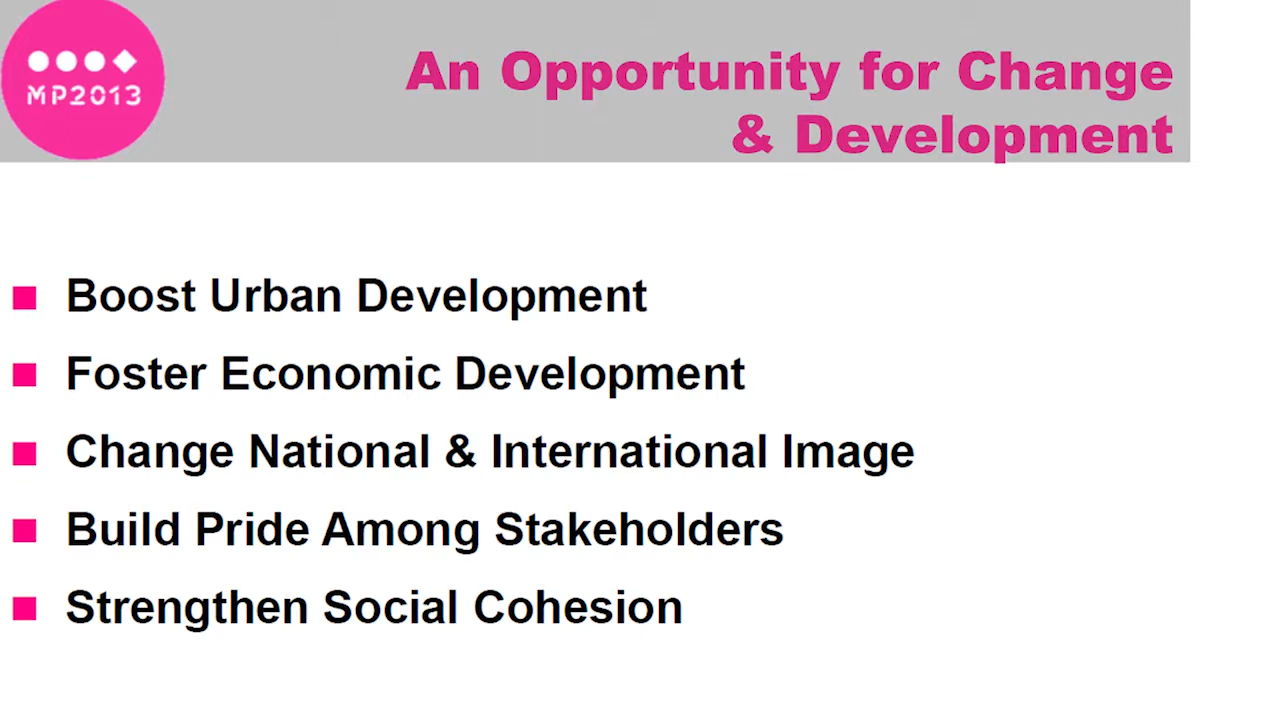 MP2013
An Opportunity for Change
& Development
Boost Urban Development
Foster Economic Development
Change National & International Image
Build Pride Among Stakeholders
Strengthen Social Cohesion